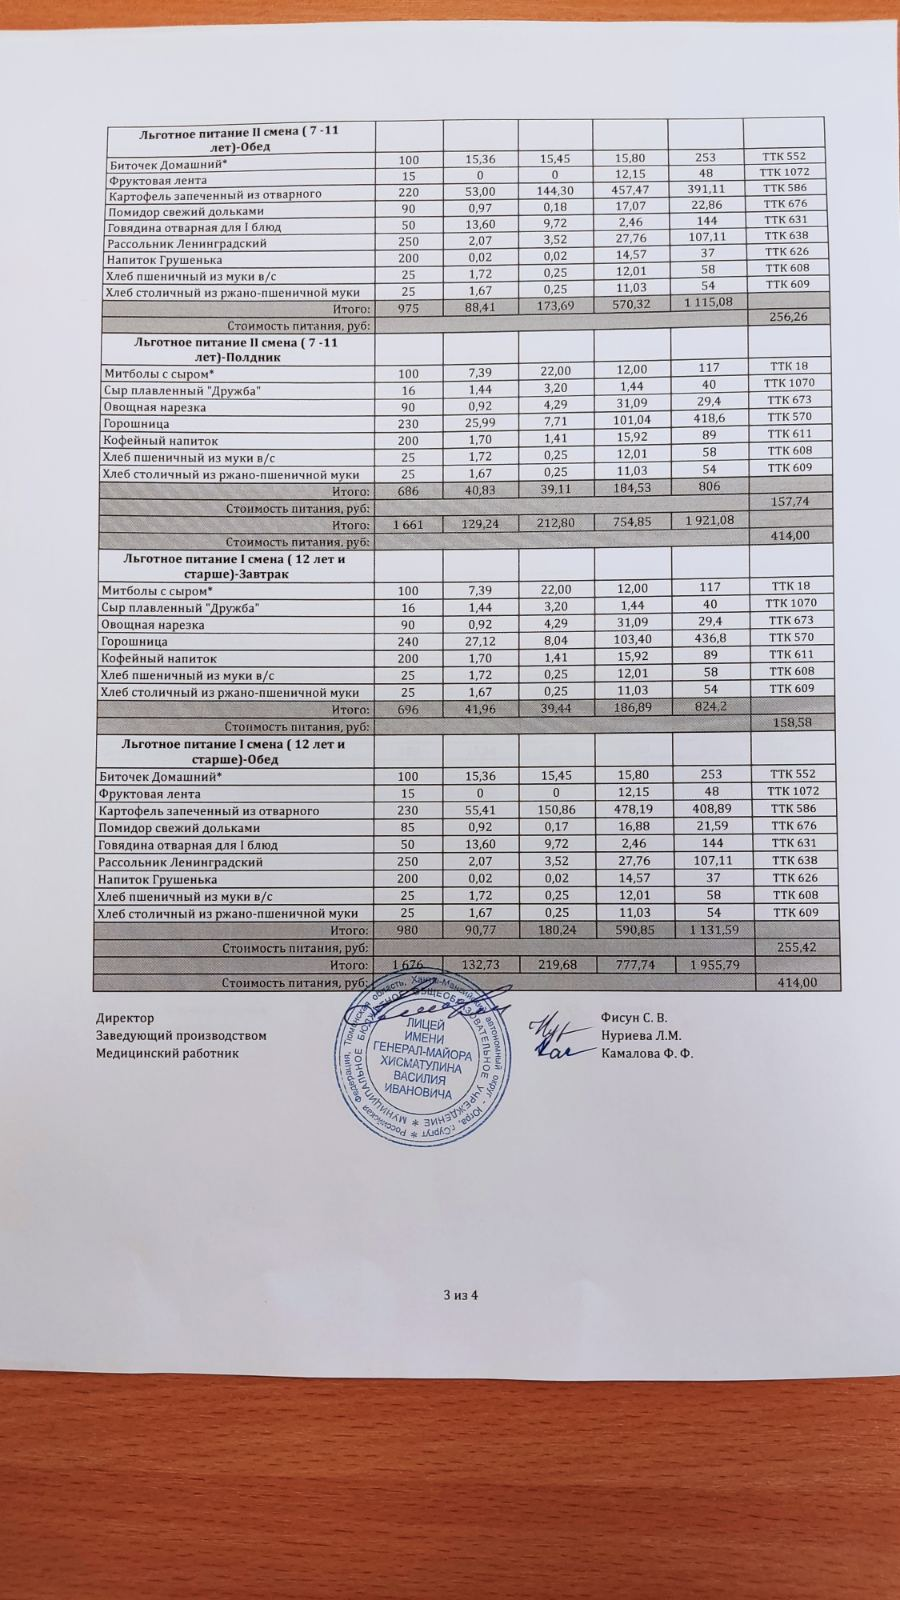 Льготное питание II смена ( 7 -11
лет)-Обед
Биточек Домашний* 100 15,36 15,45 15,80 253 ТТК 552
Фруктовая лента 15 0 0 12,15 48 ТТК 1072
Картофель запеченный из отварного 220 53,00 144,30 457,47 391,11 ТТК 586
Помидор свежий дольками 90 0,97 0,18 17,07 22,86 ТТК 676
Говядина отварная для I блюд 50 13,60 9,72 2,46 144 ТТК 631
Рассольник Ленинградский 250 2,07 3,52 27,76 107,11 ТТК 638
Напиток Грушенька 200 0,02 0,02 14,57 37 ТТК 626
Хлеб пшеничный из муки в/с 25 1,72 0,25 12,01 58 ТТК 608
Хлеб столичный из ржано-пшеничной муки 25 1,67 0,25 11,03 54 ТТК 609
Итого: 975 88,41 173,69 570,32 1 115,08
Стоимость питания, руб: 256,26
Льготное питание II смена ( 7 -11
лет)-Полдник
Митболы с сыром* 100 7,39 22,00 12,00 117 ТТК 18
Сыр плавленный "Дружба" 16 1,44 3,20 1,44 40 ТТК 1070
Овощная нарезка 90 0,92 4,29 31,09 29,4 ТТК 673
Горошница 230 25,99 7,71 101,04 418,6 ТТК 570
Кофейный напиток 200 1,70 1,41 15,92 89 ТТК 611
Хлеб пшеничный из муки в/с 25 1,72 0,25 12,01 58 ТТК 608
Хлеб столичный из ржано-пшеничной муки 25 1,67 0,25 11,03 54 ТТК 609
Итого: 686 40,83 39,11 184,53 806
Стоимость питания, руб: 157,74
Итого: 1 661 129,24 212,80 754,85 1 921,08
Стоимость питания, руб: 414,00
Льготное питание I смена ( 12 лет и
старше)-Завтрак
Митболы с сыром* 100 7,39 22,00 12,00 117 ТТК 18
Сыр плавленный "Дружба" 16 1,44 3,20 1,44 40 ТТК 1070
Овощная нарезка 90 0,92 4,29 31,09 29,4 ТТК 673
Горошница 240 27,12 8,04 103,40 436,8 ТТК 570
Кофейный напиток 200 1,70 1,41 15,92 89 ТТК 611
Хлеб пшеничный из муки в/с 25 1,72 0,25 12,01 58 ТТК 608
Хлеб столичный из ржано-пшеничной муки 25 1,67 0,25 11,03 54 ТТК 609
Итого: 696 41,96 39,44 186,89 824,2
Стоимость питания, руб: 158,58
Льготное питание I смена ( 12 лет и
старше)-Обед
Биточек Домашний* 100 15,36 15,45 15,80 253 ТТК 552
Фруктовая лента 15 0 0 12,15 48 ТТК 1072
Картофель запеченный из отварного 230 55,41 150,86 478,19 408,89 ТТК 586
Помидор свежий дольками 85 0,92 0,17 16,88 21,59 ТТК 676
Говядина отварная для I блюд 50 13,60 9,72 2,46 144 ТТК 631
Рассольник Ленинградский 250 2,07 3,52 27,76 107,11 ТТК 638
Напиток Грушенька 200 0,02 0,02 14,57 37 ТТК 626
Хлеб пшеничный из муки в/с 25 1,72 0,25 12,01 58 ТТК 608
Хлеб столичный из ржано-пшеничной муки 25 1,67 0,25 11,03 54 ТТК 609
Итого: 980 90,77 180,24 590,85 1 131,59
Стоимость питания, руб: 255,42
Итого: 1 676 132,73 219,68 777,74 1 955,79
Стоимость питания, руб: 414,00
Директор Фисун С. В.
Заведующий производством Нуриева Л.М.
Медицинский работник Камалова Ф. Ф.
Российская Федерация, Тюменская область, Ханты-Мансийский автономный округ - Югра, г.Сургут
МУНИЦИПАЛЬНОЕ БЮДЖЕТНОЕ ОБЩЕОБРАЗОВАТЕЛЬНОЕ УЧРЕЖДЕНИЕ
ЛИЦЕЙ
ИМЕНИ
ГЕНЕРАЛ-МАЙОРА
ХИСМАТУЛИНА
ВАСИЛИЯ
ИВАНОВИЧА
3 из 4